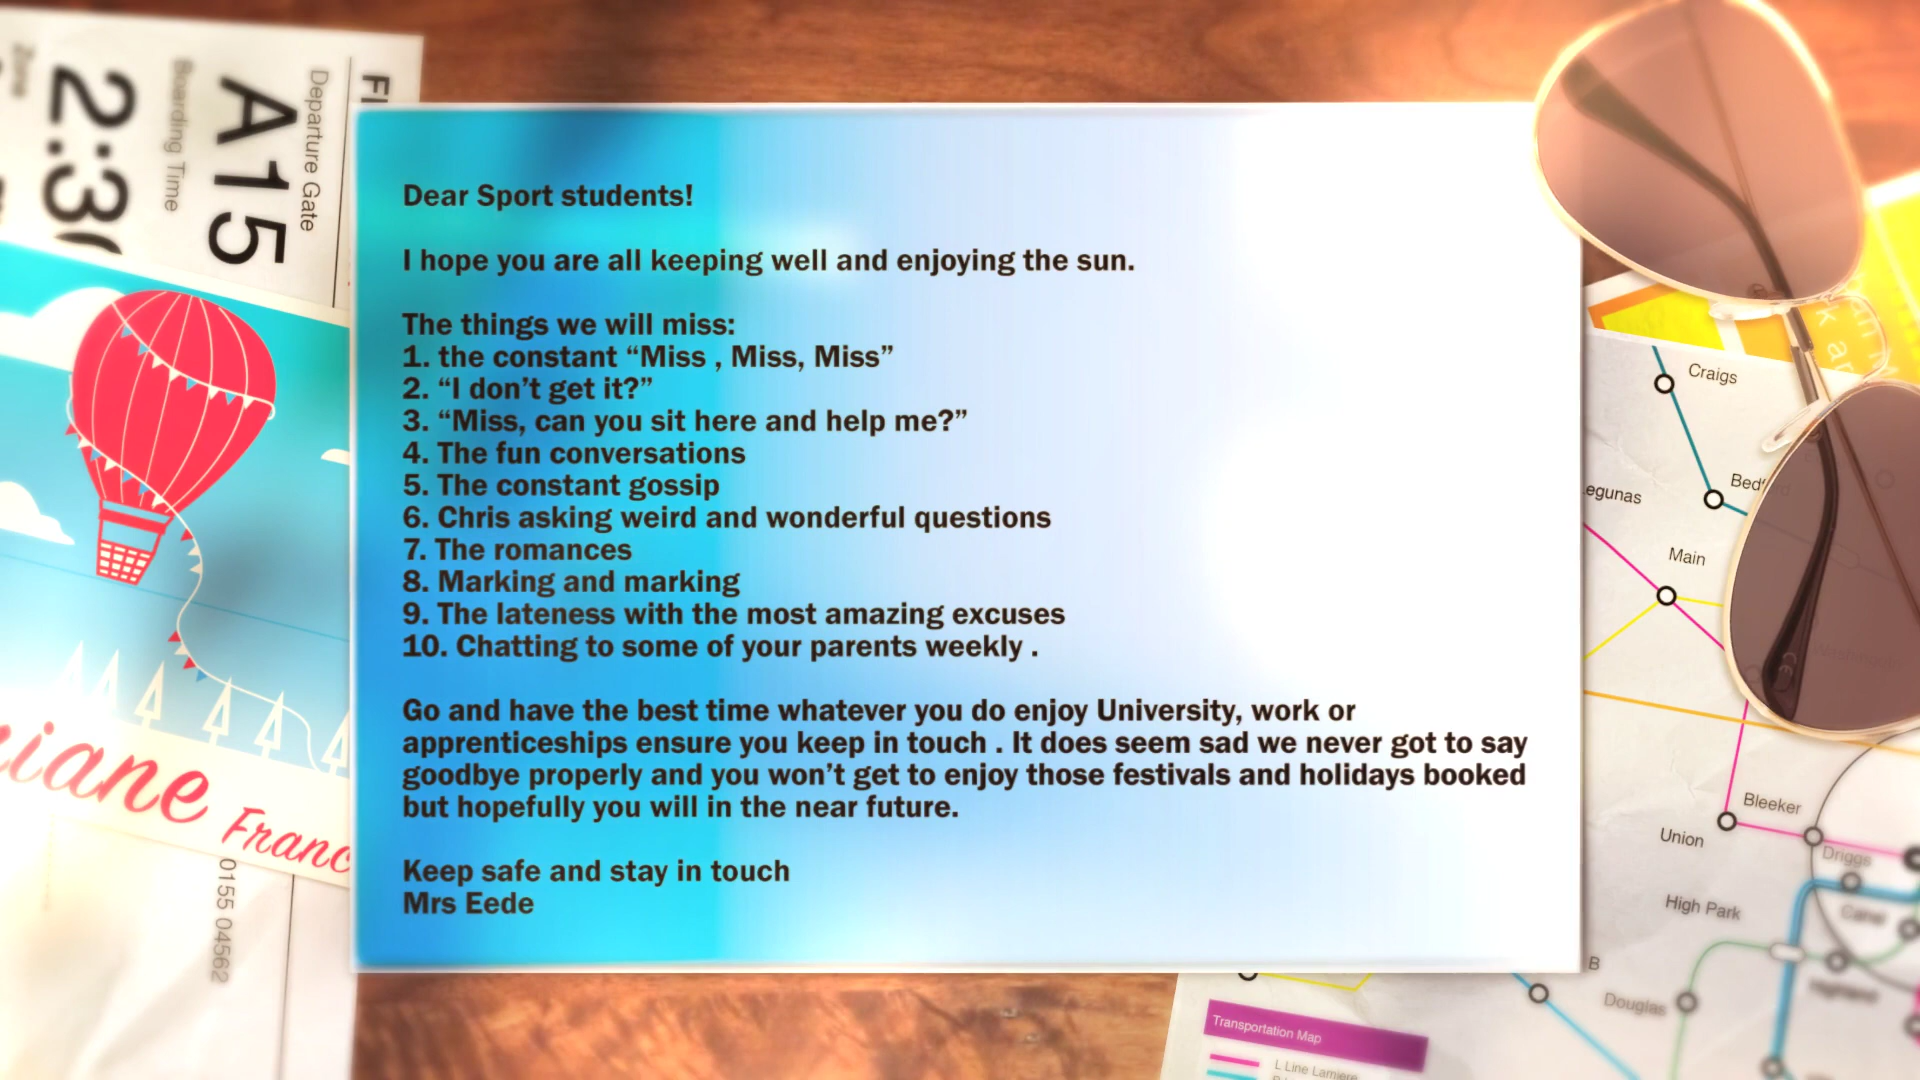 Zone
2:3
Boarding Time
A15
Departure Gate
Dear Sport students!
I hope you are all keeping well and enjoying the sun.
The things we will miss:
1. the constant “Miss , Miss, Miss”
2. “I don’t get it?”
3. “Miss, can you sit here and help me?”
4. The fun conversations
5. The constant gossip
6. Chris asking weird and wonderful questions
7. The romances
8. Marking and marking
9. The lateness with the most amazing excuses
10. Chatting to some of your parents weekly .
Go and have the best time whatever you do enjoy University, work or
apprenticeships ensure you keep in touch . It does seem sad we never got to say
goodbye properly and you won’t get to enjoy those festivals and holidays booked
but hopefully you will in the near future.
Keep safe and stay in touch
Mrs Eede
0155 04562
Craigs
Main
Bleeker
Union
Driggs
High Park
Canal
B
Douglas
Highland
Transportation Map
L Line Lamiere